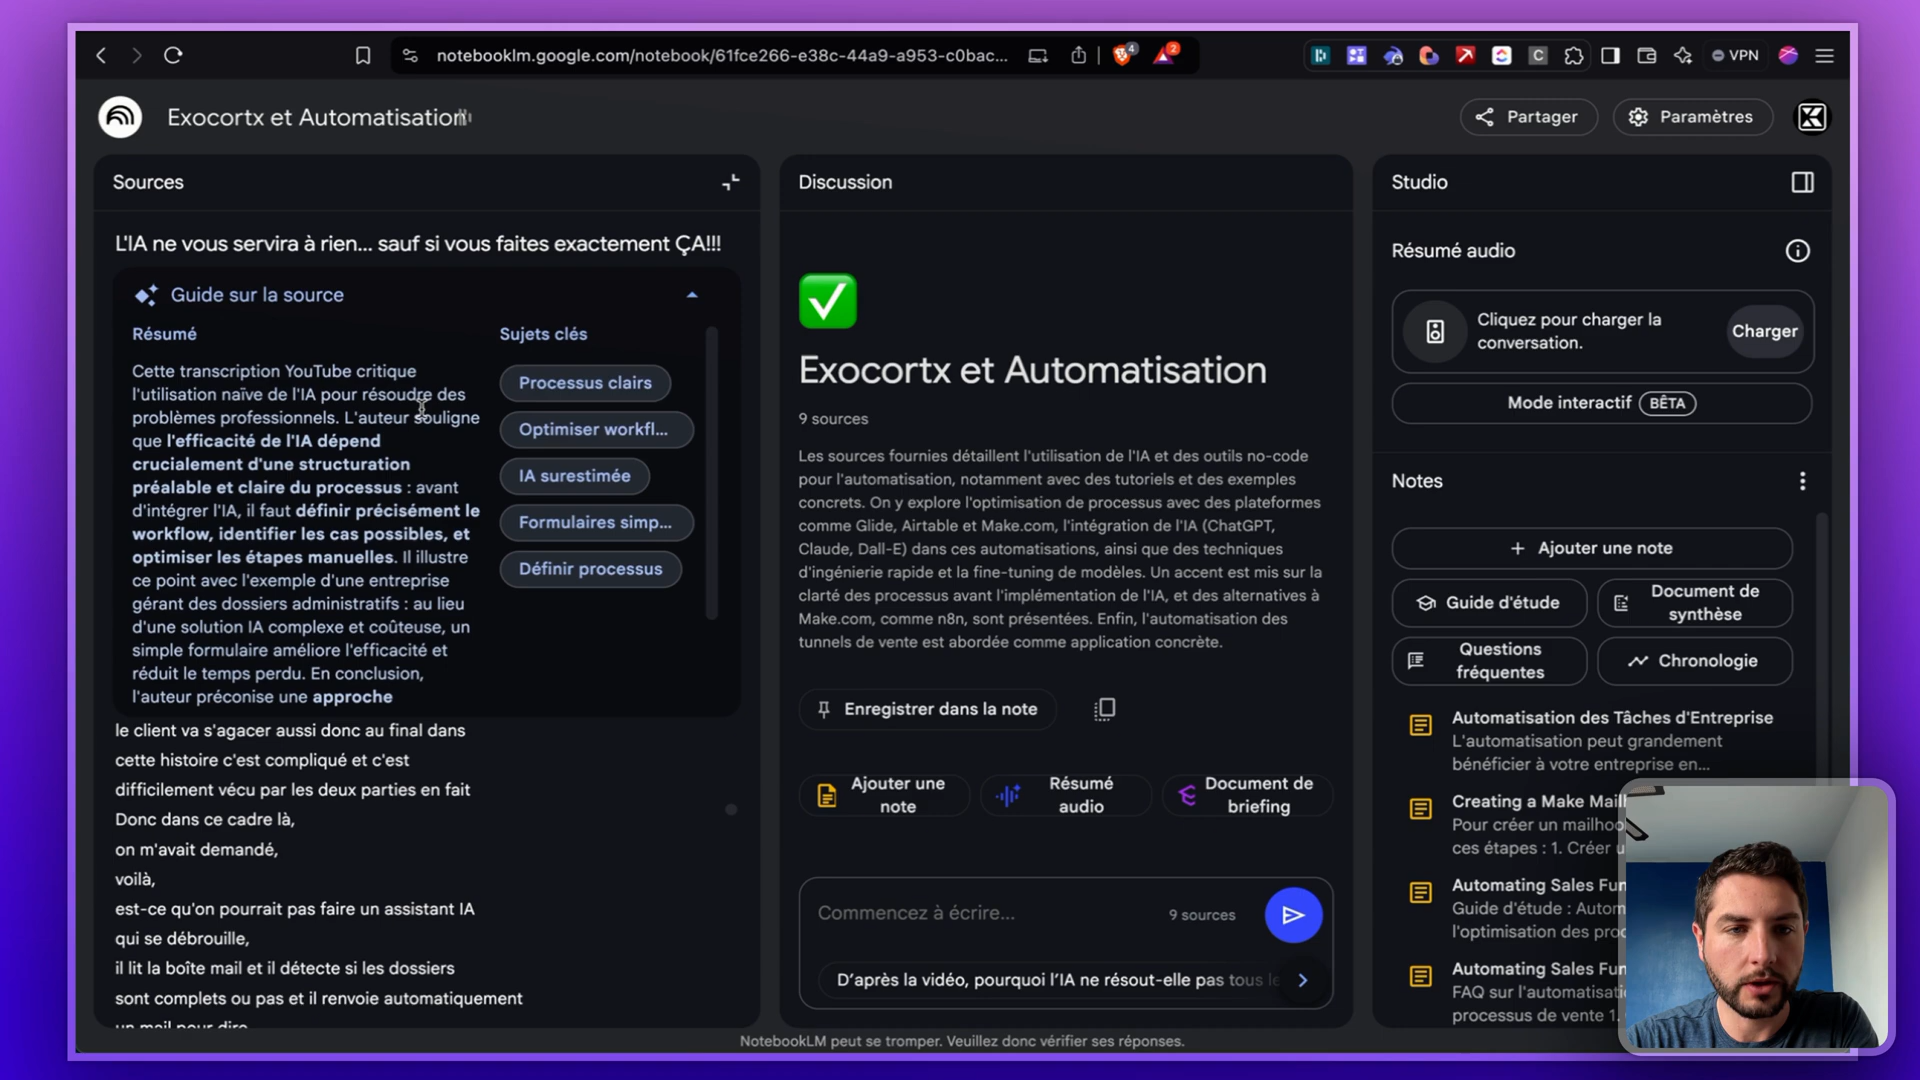 notebooklm.google.com/notebook/61fce266-e38c-44a9-a953-c0bac...
4
2
VPN
Exocortx et Automatisation
Partager
Paramètres
Sources
L'IA ne vous servira à rien... sauf si vous faites exactement ÇA!!!
Guide sur la source
Résumé
Cette transcription YouTube critique
l'utilisation naïve de l'IA pour résoudre des
problèmes professionnels. L'auteur souligne
que l'efficacité de l'IA dépend
crucialement d'une structuration
préalable et claire du processus : avant
d'intégrer l'IA, il faut définir précisément le
workflow, identifier les cas possibles, et
optimiser les étapes manuelles. Il illustre
ce point avec l'exemple d'une entreprise
gérant des dossiers administratifs : au lieu
d'une solution IA complexe et coûteuse, un
simple formulaire améliore l'efficacité et
réduit le temps perdu. En conclusion,
l'auteur préconise une approche
Sujets clés
Processus clairs
Optimiser workfl...
IA surestimée
Formulaires simp...
Définir processus
le client va s'agacer aussi donc au final dans
cette histoire c'est compliqué et c'est
difficilement vécu par les deux parties en fait
Donc dans ce cadre là,
on m'avait demandé,
voilà,
est-ce qu'on pourrait pas faire un assistant IA
qui se débrouille,
il lit la boîte mail et il détecte si les dossiers
sont complets ou pas et il renvoie automatiquement
un mail pour dire
Discussion
Exocortx et Automatisation
9 sources
Les sources fournies détaillent l'utilisation de l'IA et des outils no-code
pour l'automatisation, notamment avec des tutoriels et des exemples
concrets. On y explore l'optimisation de processus avec des plateformes
comme Glide, Airtable et Make.com, l'intégration de l'IA (ChatGPT,
Claude, Dall-E) dans ces automatisations, ainsi que des techniques
d'ingénierie rapide et la fine-tuning de modèles. Un accent est mis sur la
clarté des processus avant l'implémentation de l'IA, et des alternatives à
Make.com, comme n8n, sont présentées. Enfin, l'automatisation des
tunnels de vente est abordée comme application concrète.
Enregistrer dans la note
Ajouter une
note
Résumé
audio
Document de
briefing
Commencez à écrire...
9 sources
D'après la vidéo, pourquoi l'IA ne résout-elle pas tous le
Studio
Résumé audio
Cliquez pour charger la
conversation.
Charger
Mode interactif BÊTA
Notes
+ Ajouter une note
Guide d'étude
Document de
synthèse
Questions
fréquentes
Chronologie
Automatisation des Tâches d'Entreprise
L'automatisation peut grandement
bénéficier à votre entreprise en...
Creating a Make Mail
Pour créer un mailhoo
ces étapes : 1. Créer u
Automating Sales Fun
Guide d'étude : Autom
l'optimisation des pro
Automating Sales Fun
FAQ sur l'automatisati
processus de vente 1.
NotebookLM peut se tromper. Veuillez donc vérifier ses réponses.